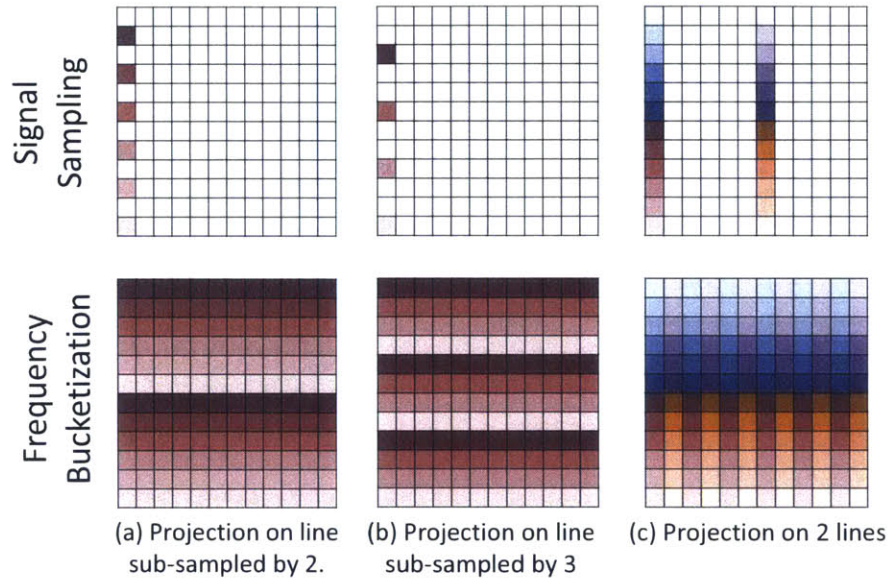 Signal
Sampling
Frequency
Bucketization
(a) Projection on line
sub-sampled by 2.
(b) Projection on line
sub-sampled by 3
(c) Projection on 2 lines